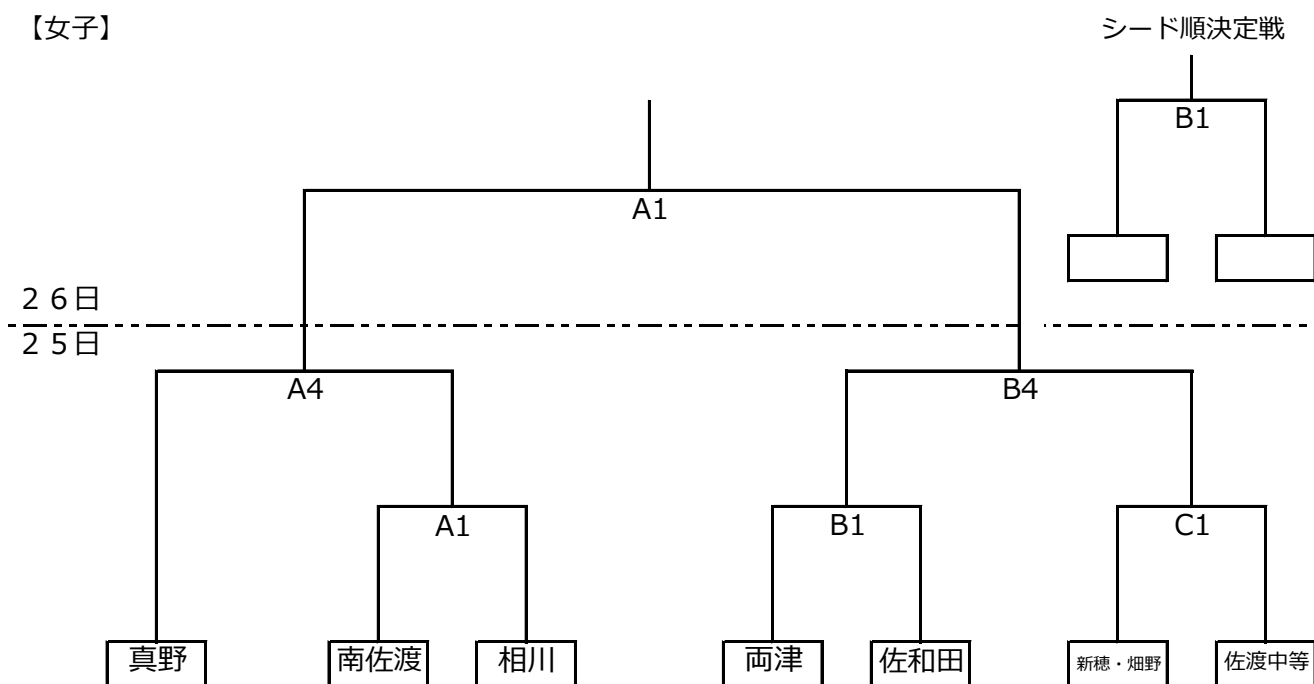 【女子】
シード順決定戦
B1
A1
２６日
２５日
A4
B4
A1
B1
C1
真野
南佐渡
相川
両津
佐和田
新穂・畑野
佐渡中等